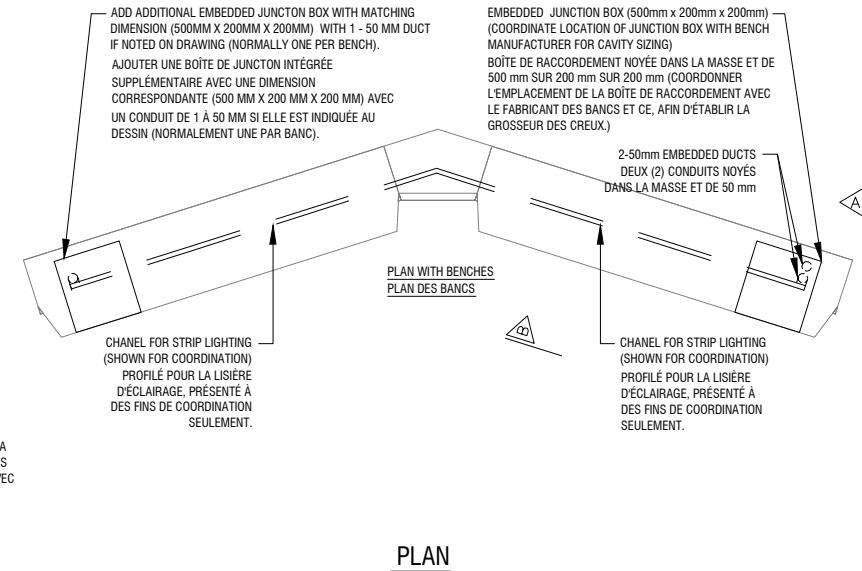 ADD ADDITIONAL EMBEDDED JUNCTON BOX WITH MATCHING
DIMENSION (500MM X 200MM X 200MM) WITH 1 - 50 MM DUCT
IF NOTED ON DRAWING (NORMALLY ONE PER BENCH).
AJOUTER UNE BOÎTE DE JUNCTON INTÉGRÉE
SUPPLÉMENTAIRE AVEC UNE DIMENSION
CORRESPONDANTE (500 MM X 200 MM X 200 MM) AVEC
UN CONDUIT DE 1 À 50 MM SI ELLE EST INDIQUÉE AU
DESSIN (NORMALEMENT UNE PAR BANC).
EMBEDDED JUNCTION BOX (500mm x 200mm x 200mm)
(COORDINATE LOCATION OF JUNCTION BOX WITH BENCH
MANUFACTURER FOR CAVITY SIZING)
BOÎTE DE RACCORDEMENT NOYÉE DANS LA MASSE ET DE
500 mm SUR 200 mm SUR 200 mm (COORDONNER
L'EMPLACEMENT DE LA BOÎTE DE RACCORDEMENT AVEC
LE FABRICANT DES BANCS ET CE, AFIN D'ÉTABLIR LA
GROSSEUR DES CREUX.)
2-50mm EMBEDDED DUCTS
DEUX (2) CONDUITS NOYÉS
DANS LA MASSE ET DE 50 mm
A
PLAN WITH BENCHES
PLAN DES BANCS
B
CHANEL FOR STRIP LIGHTING
(SHOWN FOR COORDINATION)
PROFILÉ POUR LA LISIÈRE
D'ÉCLAIRAGE, PRÉSENTÉ À
DES FINS DE COORDINATION
SEULEMENT.
CHANEL FOR STRIP LIGHTING
(SHOWN FOR COORDINATION)
PROFILÉ POUR LA LISIÈRE
D'ÉCLAIRAGE, PRÉSENTÉ À
DES FINS DE COORDINATION
SEULEMENT.
PLAN